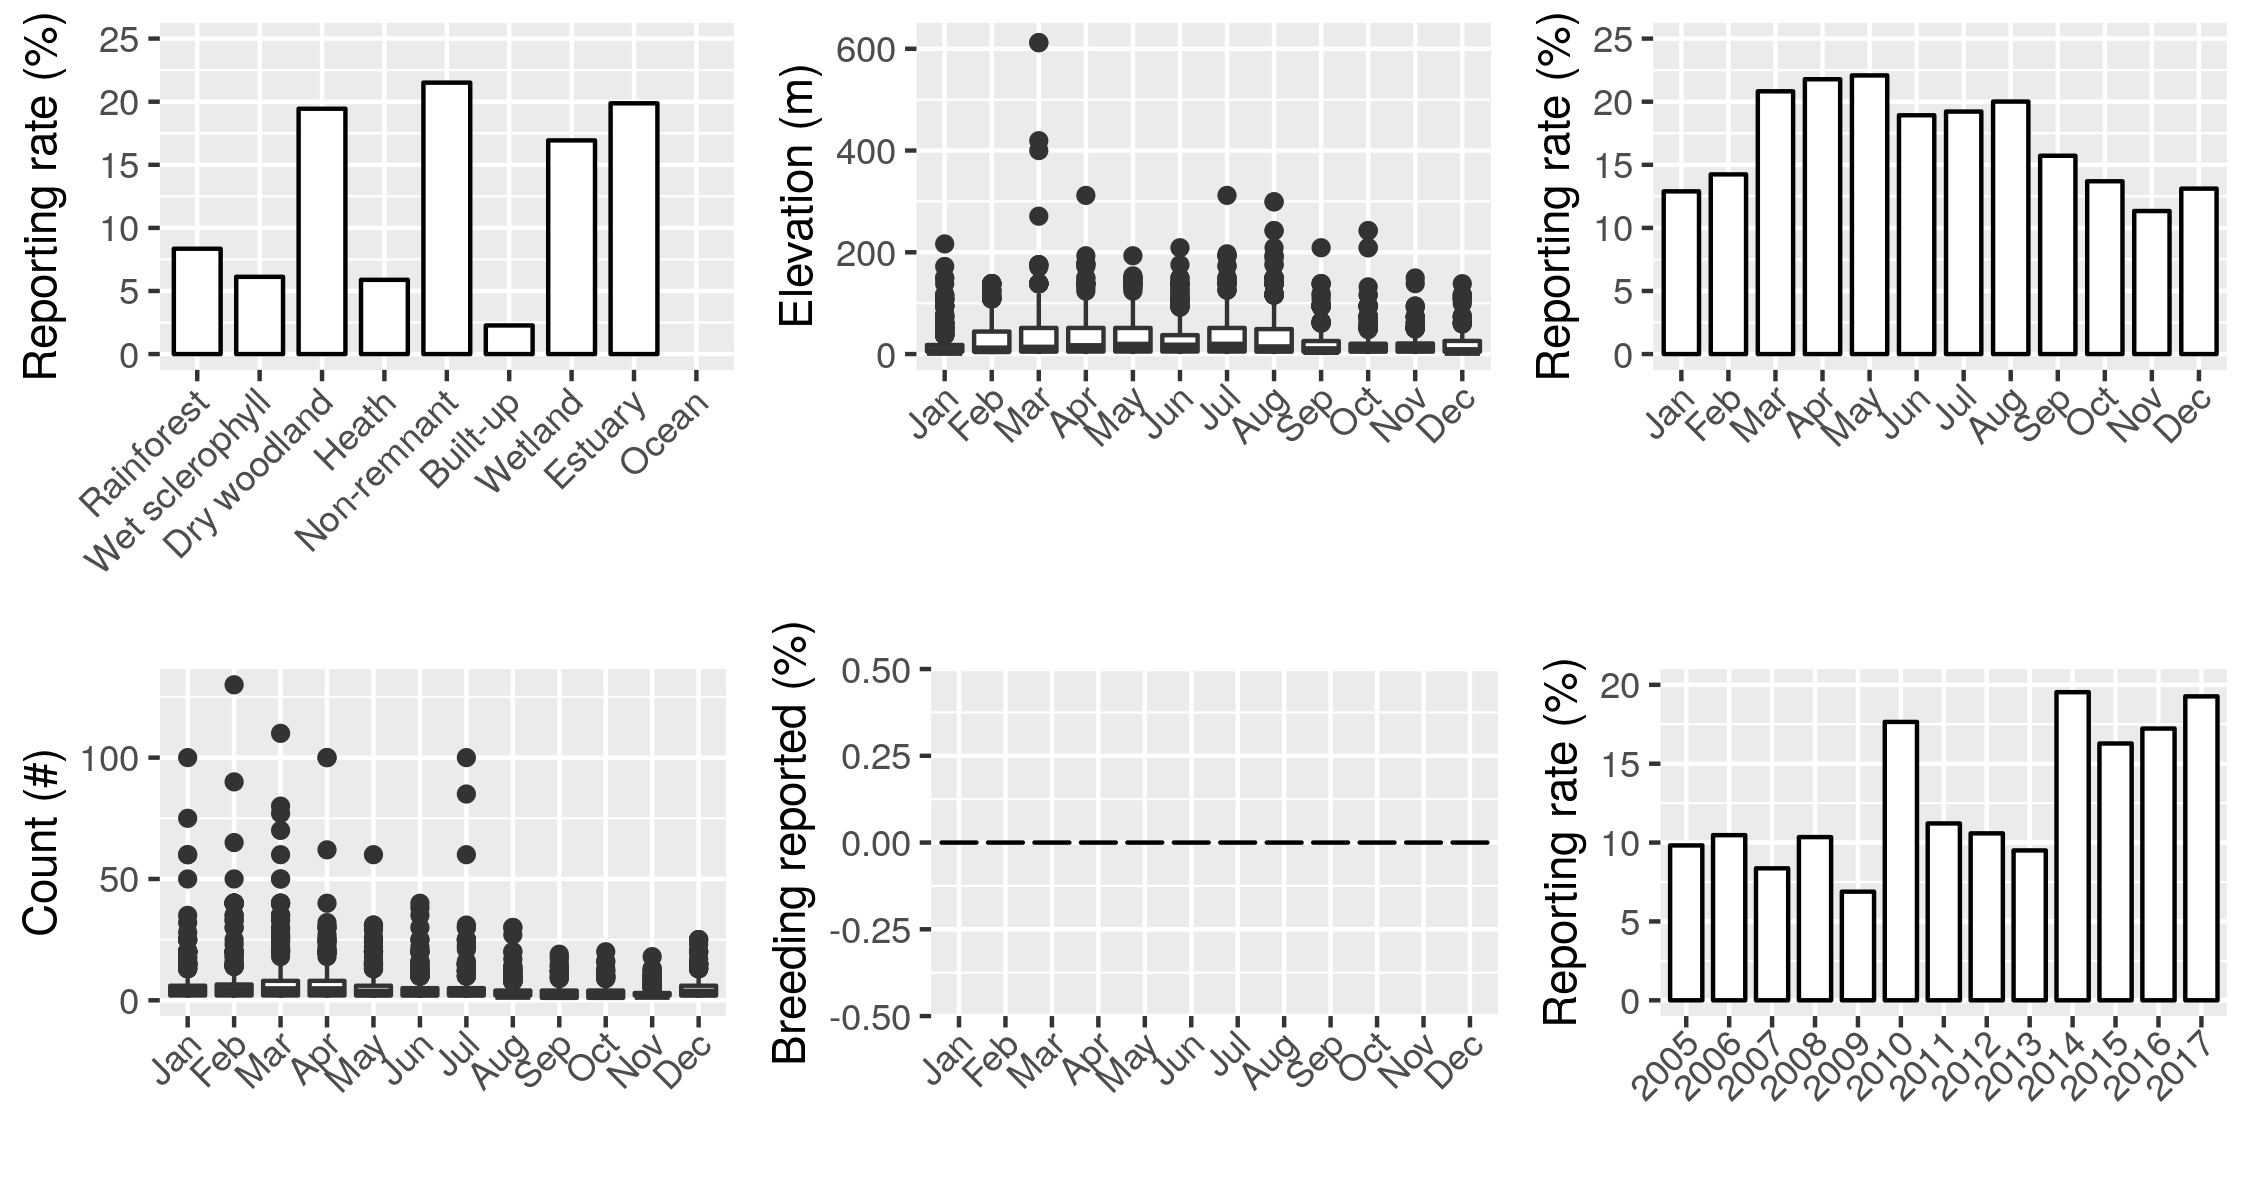 Reporting rate (%)
25
20
15
10
5
0
Rainforest
Wet sclerophyll
Dry woodland
Heath
Non-remnant
Built-up
Wetland
Estuary
Ocean
Elevation (m)
600
400
200
0
Jan
Feb
Mar
Apr
May
Jun
Jul
Aug
Sep
Oct
Nov
Dec
Reporting rate (%)
25
20
15
10
5
0
Jan
Feb
Mar
Apr
May
Jun
Jul
Aug
Sep
Oct
Nov
Dec
Count (#)
100
50
0
Jan
Feb
Mar
Apr
May
Jun
Jul
Aug
Sep
Oct
Nov
Dec
Breeding reported (%)
0.50
0.25
0.00
-0.25
-0.50
Jan
Feb
Mar
Apr
May
Jun
Jul
Aug
Sep
Oct
Nov
Dec
Reporting rate (%)
20
15
10
5
0
2005
2006
2007
2008
2009
2010
2011
2012
2013
2014
2015
2016
2017